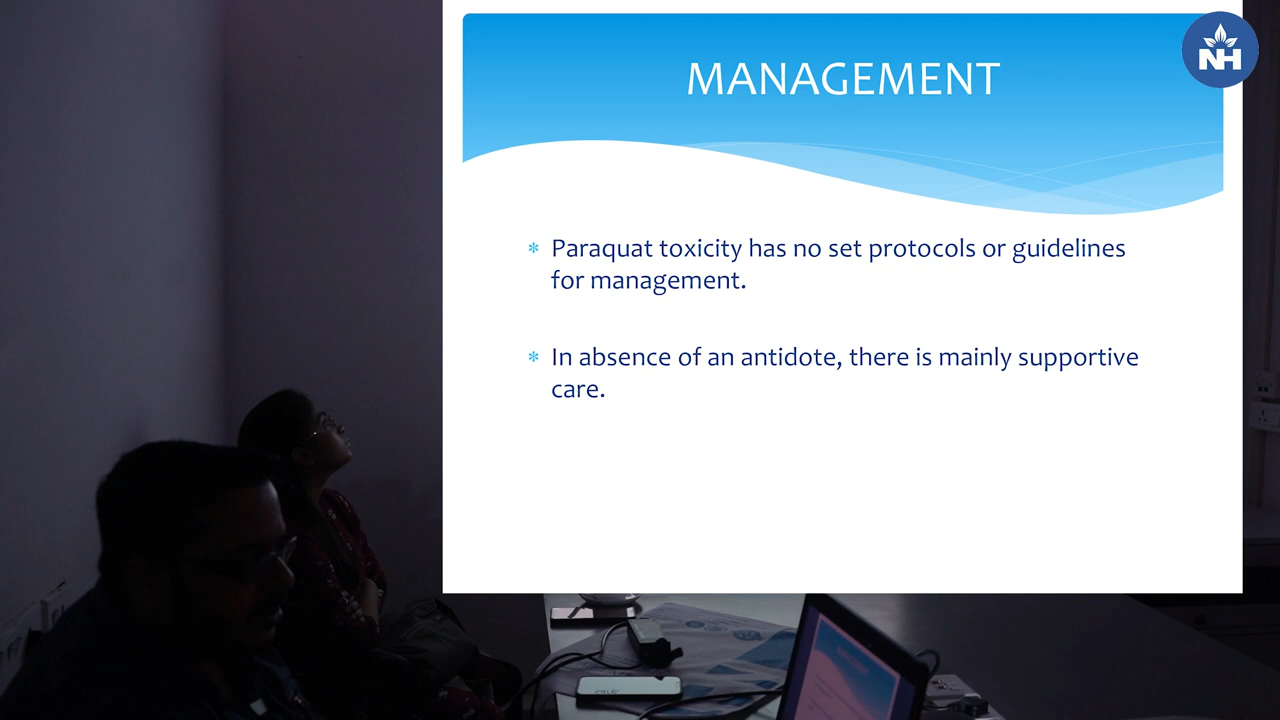 MANAGEMENT
NH
* Paraquat toxicity has no set protocols or guidelines
for management.
* In absence of an antidote, there is mainly supportive
care.